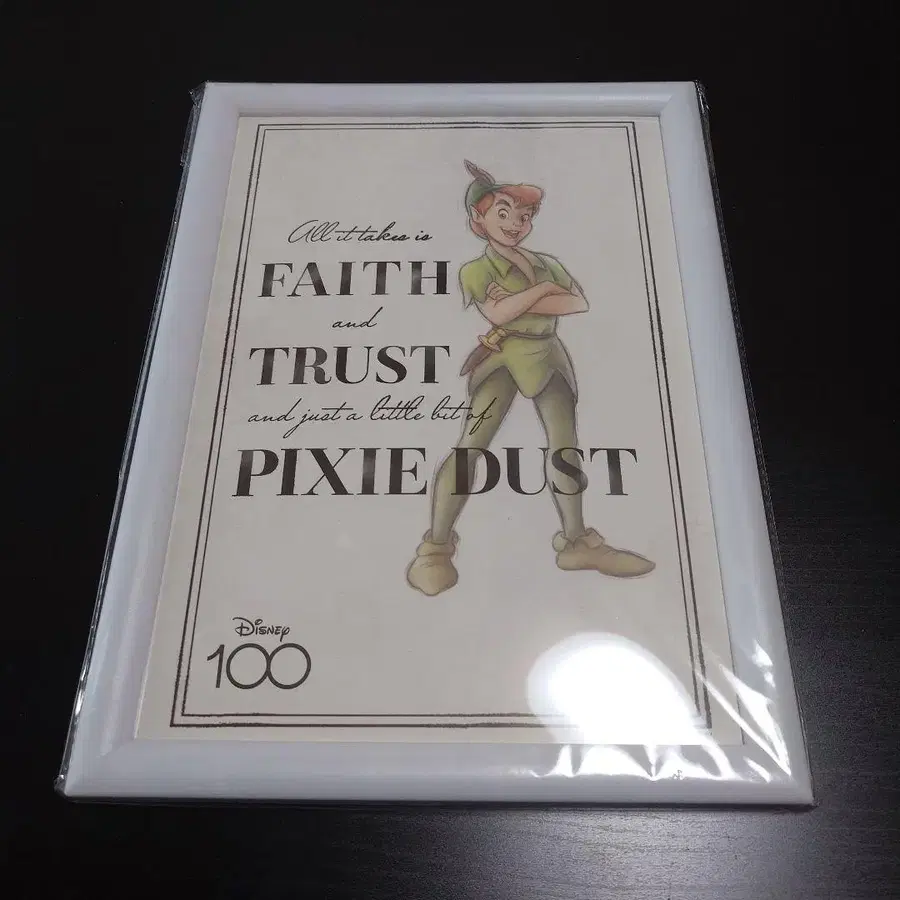 All it takes is
FAITH
and
TRUST
and just a little bit of
PIXIE DUST
Disney
100